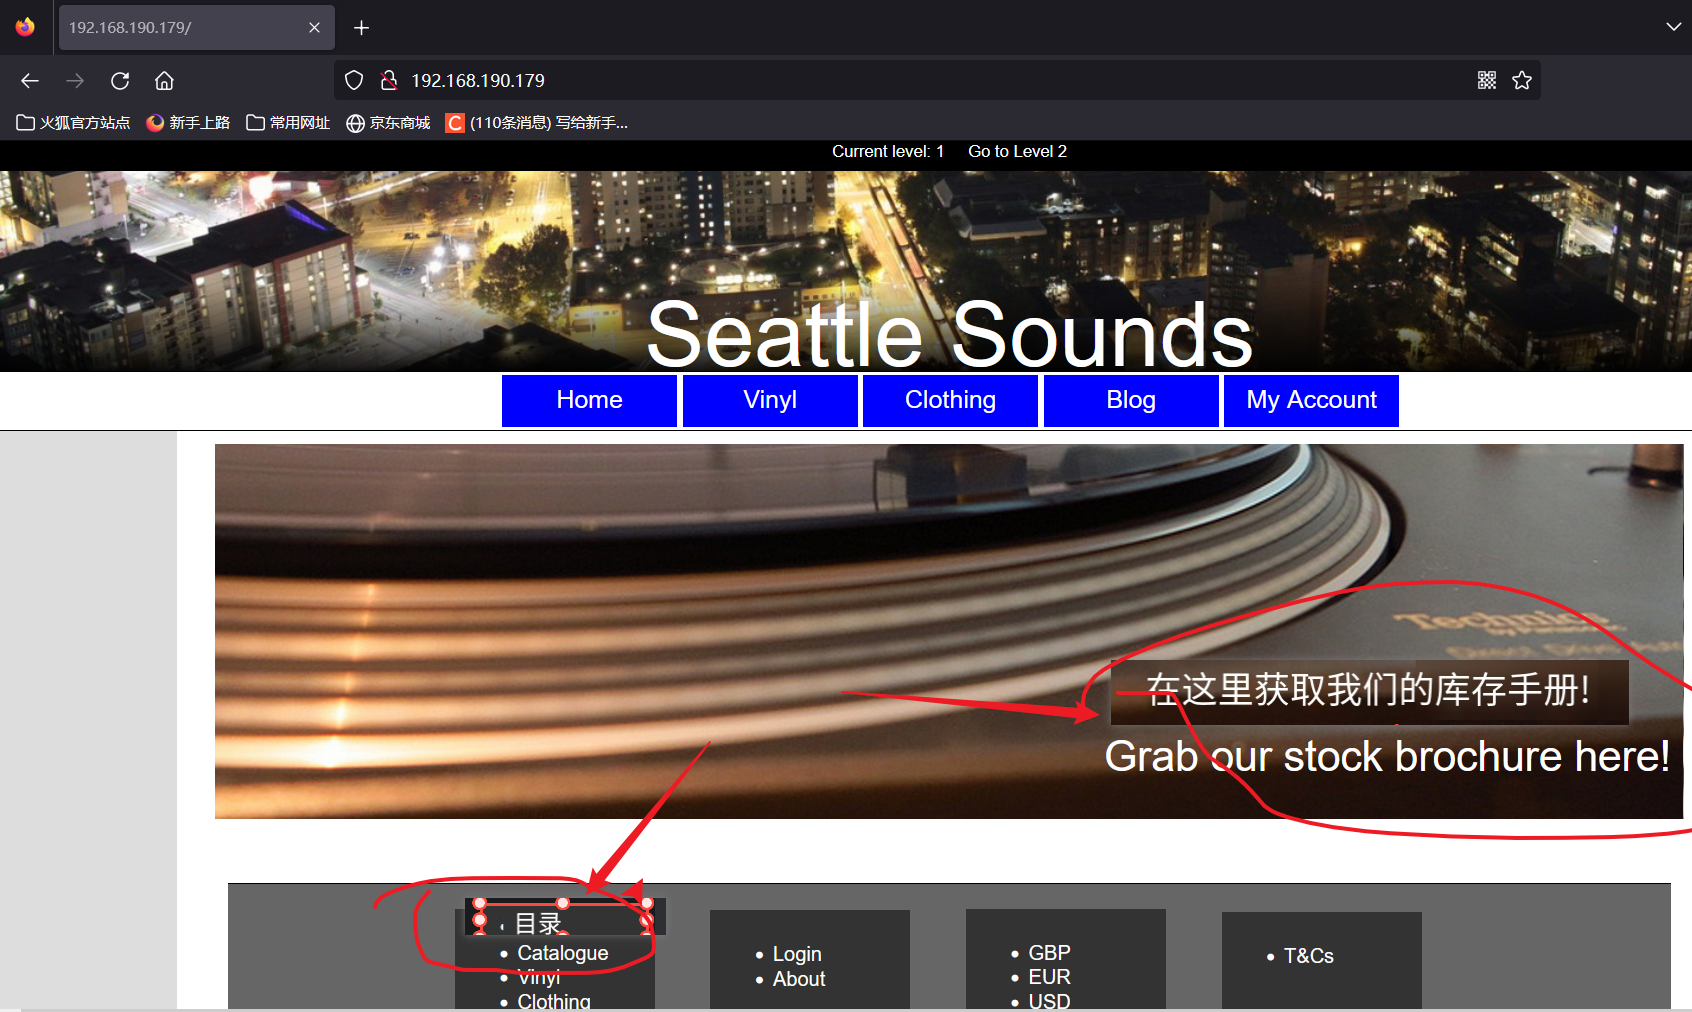 192.168.190.179/
192.168.190.179
火狐官方站点 新手上路 常用网址 京东商城 C (110条消息) 写给新手...
Current level: 1 Go to Level 2
Seattle Sounds
Home Vinyl Clothing Blog My Account
Technics
在这里获取我们的库存手册!
Grab our stock brochure here!
目录
Catalogue
Vinyl
Clothing
Login
About
GBP
EUR
USD
T&Cs